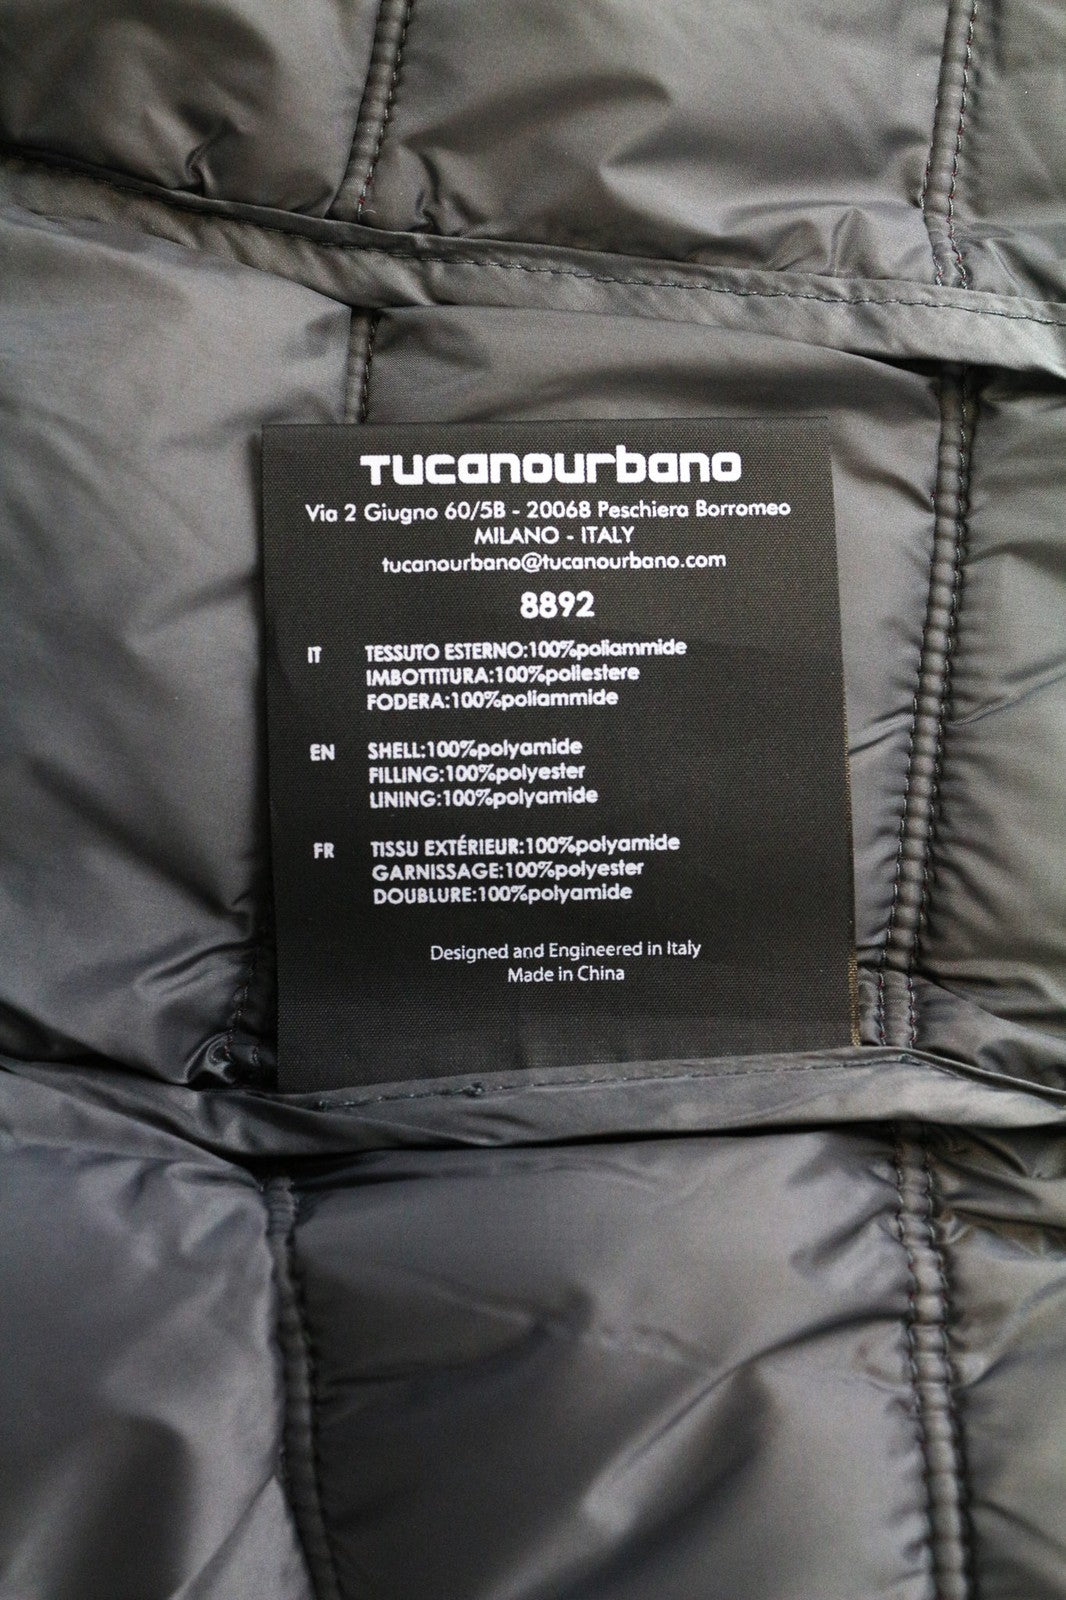 Tucanourbano
Via 2 Giugno 60/5B - 20068 Peschiera Borromeo
MILANO - ITALY
tucanourbano@tucanourbano.com
8892
IT TESSUTO ESTERNO:100%poliammide
IMBOTTITURA:100%poliestere
FODERA:100%poliammide
EN SHELL:100%polyamide
FILLING:100%polyester
LINING:100%polyamide
FR TISSU EXTÉRIEUR:100%polyamide
GARNISSAGE:100%polyester
DOUBLURE:100%polyamide
Designed and Engineered in Italy
Made in China